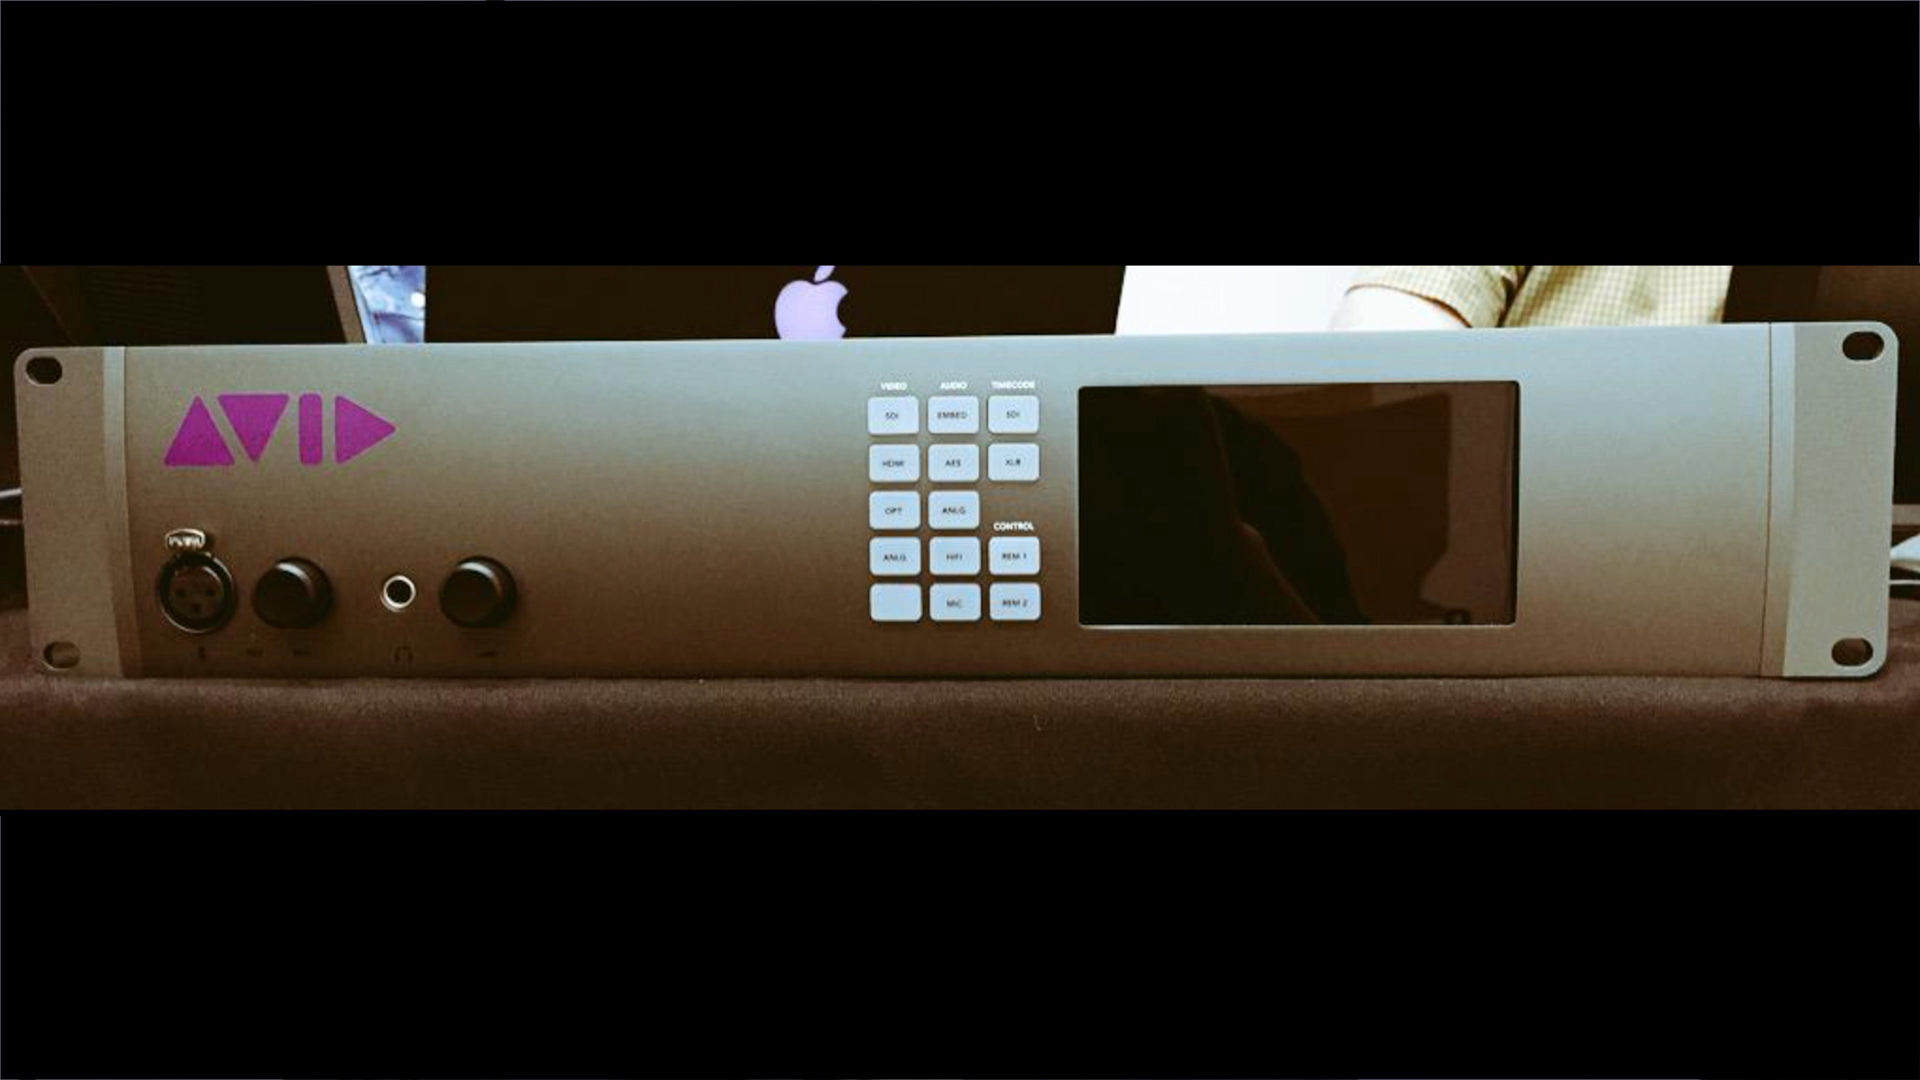 AVID
VIDEO AUDIO TIMECODE
SDI EMBED SDI
HDMI AES XLR
OPT ANLG
CONTROL
ANLG HIFI REM 1
MIC REM 2